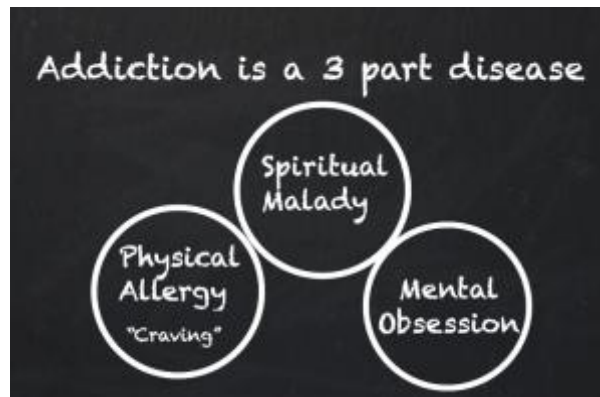 Addiction is a 3 part disease
Spiritual
Malady
Physical
Allergy
"Craving"
Mental
Obsession